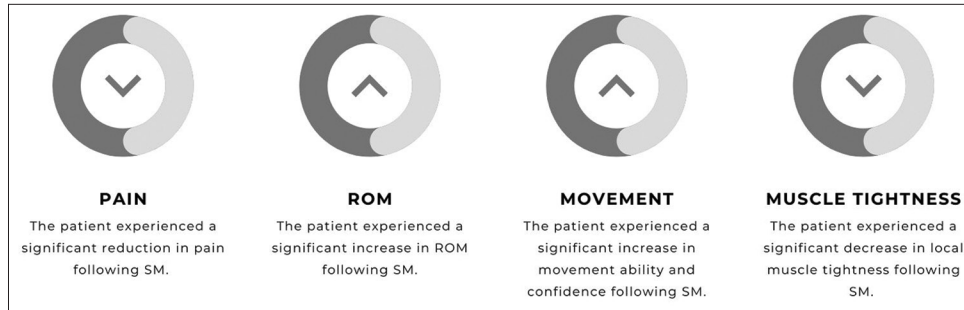 PAIN
The patient experienced a
significant reduction in pain
following SM.
ROM
The patient experienced a
significant increase in ROM
following SM.
MOVEMENT
The patient experienced a
significant increase in
movement ability and
confidence following SM.
MUSCLE TIGHTNESS
The patient experienced a
significant decrease in local
muscle tightness following
SM.